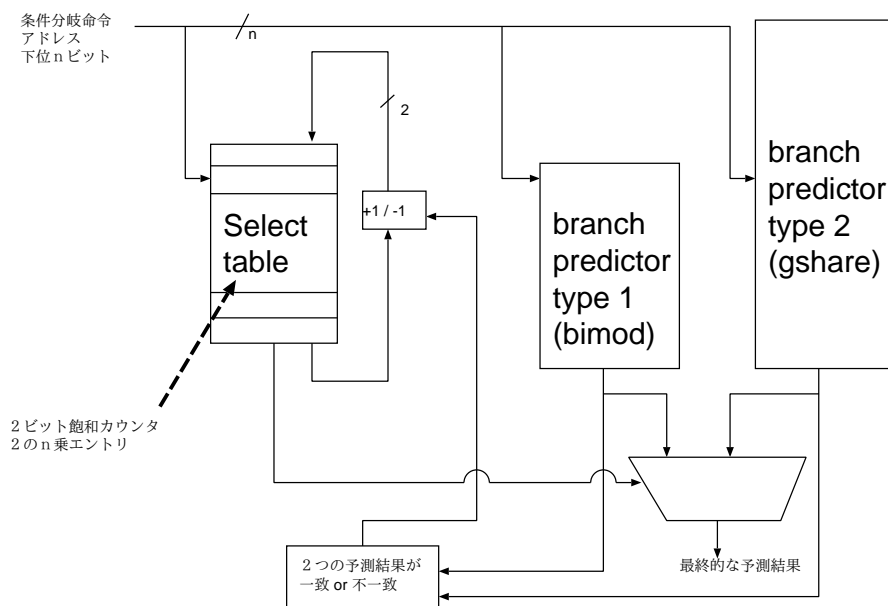 条件分岐命令
アドレス
下位ｎビット
n
2
branch
predictor
type 2
(gshare)
+1 / -1
Select
table
branch
predictor
type 1
(bimod)
２ビット飽和カウンタ
２のｎ乗エントリ
２つの予測結果が
一致 or 不一致
最終的な予測結果